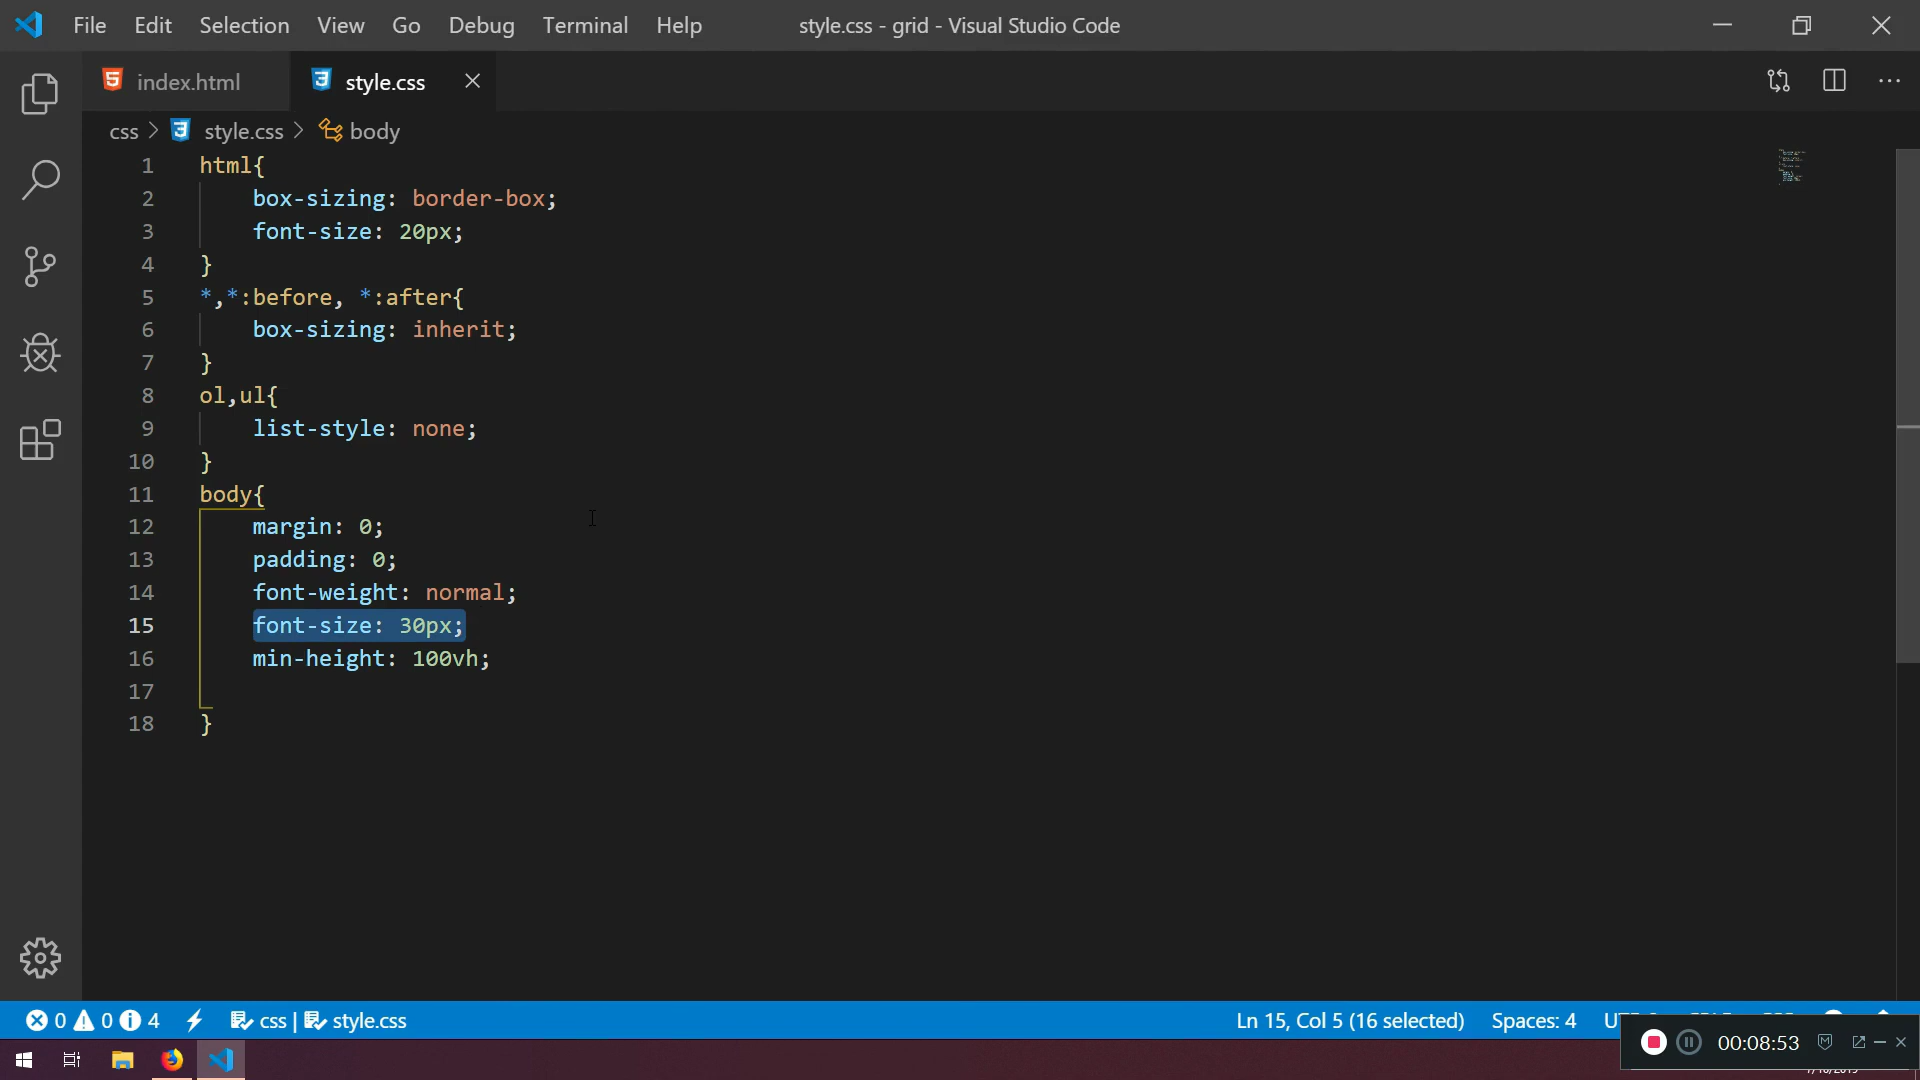 File Edit Selection View Go Debug Terminal Help style.css - grid - Visual Studio Code
index.html style.css
css > style.css > body
1 html{
2 box-sizing: border-box;
3 font-size: 20px;
4 }
5 *,*:before, *:after{
6 box-sizing: inherit;
7 }
8 ol,ul{
9 list-style: none;
10 }
11 body{
12 margin: 0;
13 padding: 0;
14 font-weight: normal;
15 font-size: 30px;
16 min-height: 100vh;
17
18 }
0 0 4 css | style.css Ln 15, Col 5 (16 selected) Spaces: 4
00:08:53